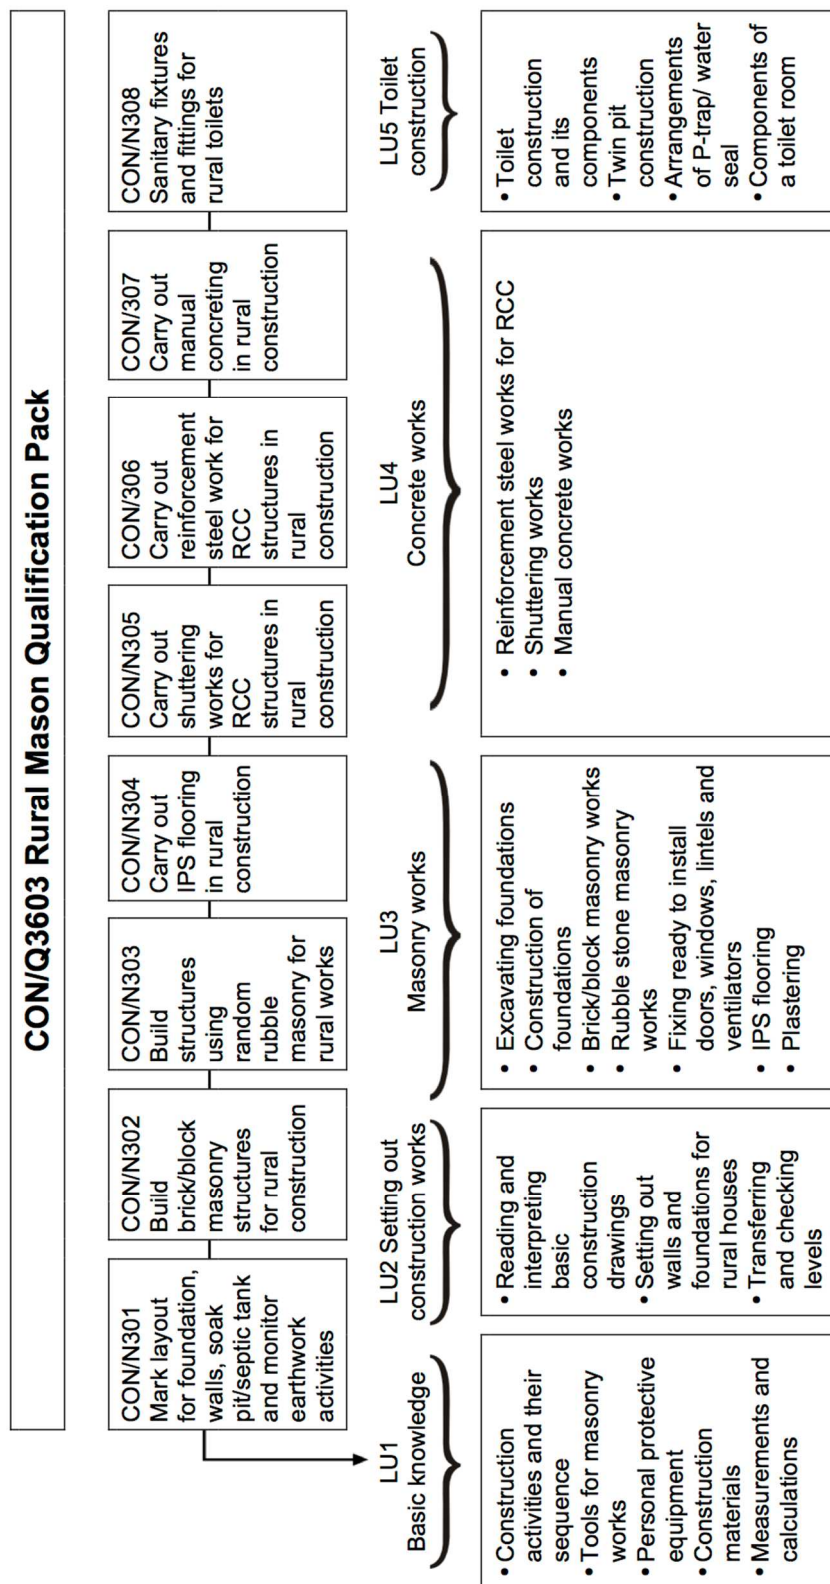 CON/Q3603 Rural Mason Qualification Pack
CON/N301
Mark layout
for foundation,
walls, soak
pit/septic tank
and monitor
earthwork
activities
CON/N302
Build
brick/block
masonry
structures
for rural
construction
CON/N303
Build
structures
using
random
rubble
masonry for
rural works
CON/N304
Carry out
IPS flooring
in rural
construction
CON/N305
Carry out
shuttering
works for
RCC
structures in
rural
construction
CON/306
Carry out
reinforcement
steel work for
RCC
structures in
rural
construction
CON/307
Carry out
manual
concreting
in rural
construction
CON/N308
Sanitary fixtures
and fittings for
rural toilets
LU1
Basic knowledge
LU2 Setting out
construction works
LU3
Masonry works
LU4
Concrete works
LU5 Toilet
construction
• Construction
activities and their
sequence
• Tools for masonry
works
• Personal protective
equipment
• Construction
materials
• Measurements and
calculations
• Reading and
interpreting
basic
construction
drawings
• Setting out
walls and
foundations for
rural houses
• Transferring
and checking
levels
• Excavating foundations
• Construction of
foundations
• Brick/block masonry works
• Rubble stone masonry
works
• Fixing ready to install
doors, windows, lintels and
ventilators
• IPS flooring
• Plastering
• Reinforcement steel works for RCC
• Shuttering works
• Manual concrete works
• Toilet
construction
and its
components
• Twin pit
construction
• Arrangements
of P-trap/ water
seal
• Components of
a toilet room